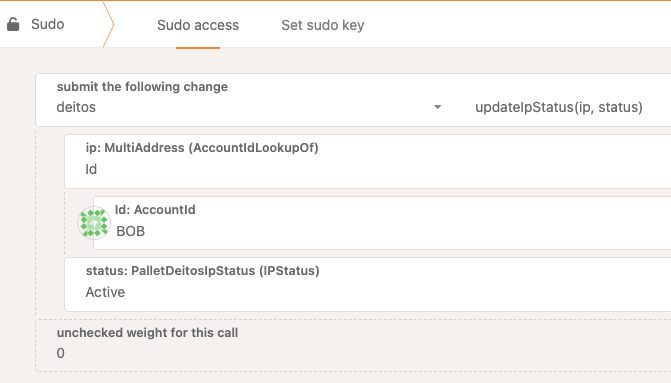 Sudo
Sudo access
Set sudo key
submit the following change
deitos
updateIpStatus(ip, status)
ip: MultiAddress (AccountIdLookupOf)
Id
Id: AccountId
BOB
status: PalletDeitosIpStatus (IPStatus)
Active
unchecked weight for this call
0